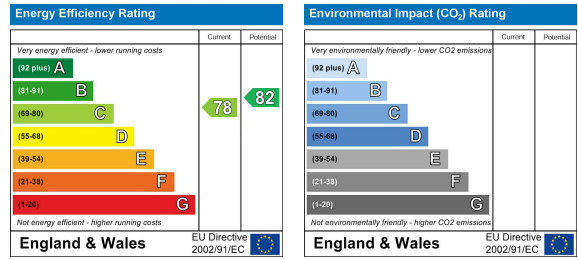 Energy Efficiency Rating
Current
Potential
Very energy efficient - lower running costs
(92 plus) A
(81-91) B
(69-80) C
(55-68) D
(39-54) E
(21-38) F
(1-20) G
78
82
Not energy efficient - higher running costs
England & Wales
EU Directive
2002/91/EC
Environmental Impact (CO2) Rating
Current
Potential
Very environmentally friendly - lower CO2 emissions
(92 plus) A
(81-91) B
(69-80) C
(55-68) D
(39-54) E
(21-38) F
(1-20) G
Not environmentally friendly - higher CO2 emissions
England & Wales
EU Directive
2002/91/EC